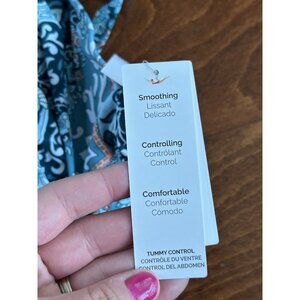 Smoothing
Lissant
Delicado
Controlling
Contrôlant
Control
Comfortable
Confortable
Cómodo
TUMMY CONTROL
CONTRÔLE DU VENTRE
CONTROL DEL ABDOMEN